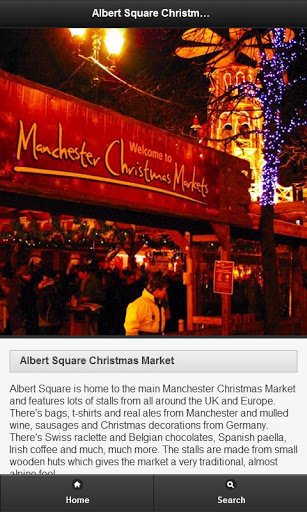 Albert Square Christm...
Welcome to
Manchester Christmas Markets
Albert Square Christmas Market
Albert Square is home to the main Manchester Christmas Market
and features lots of stalls from all around the UK and Europe.
There's bags, t-shirts and real ales from Manchester and mulled
wine, sausages and Christmas decorations from Germany.
There's Swiss raclette and Belgian chocolates, Spanish paella,
Irish coffee and much, much more. The stalls are made from small
wooden huts which gives the market a very traditional, almost
alpine feel.
Home
Search